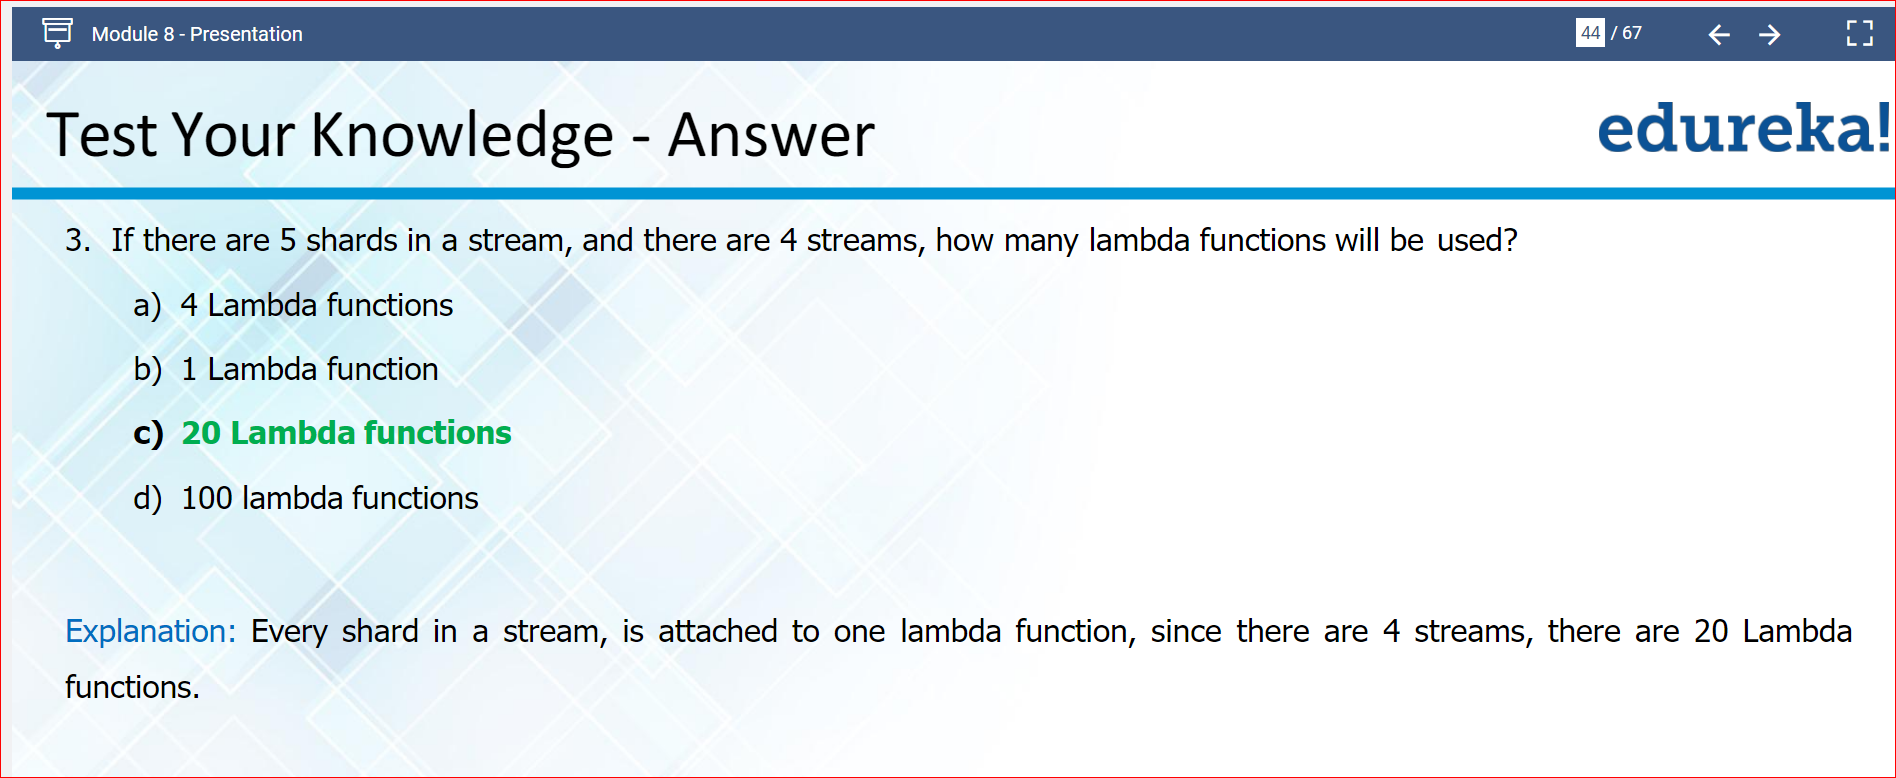 Module 8 - Presentation
44 / 67
Test Your Knowledge - Answer
edureka!
3. If there are 5 shards in a stream, and there are 4 streams, how many lambda functions will be used?
a) 4 Lambda functions
b) 1 Lambda function
c) 20 Lambda functions
d) 100 lambda functions
Explanation: Every shard in a stream, is attached to one lambda function, since there are 4 streams, there are 20 Lambda
functions.